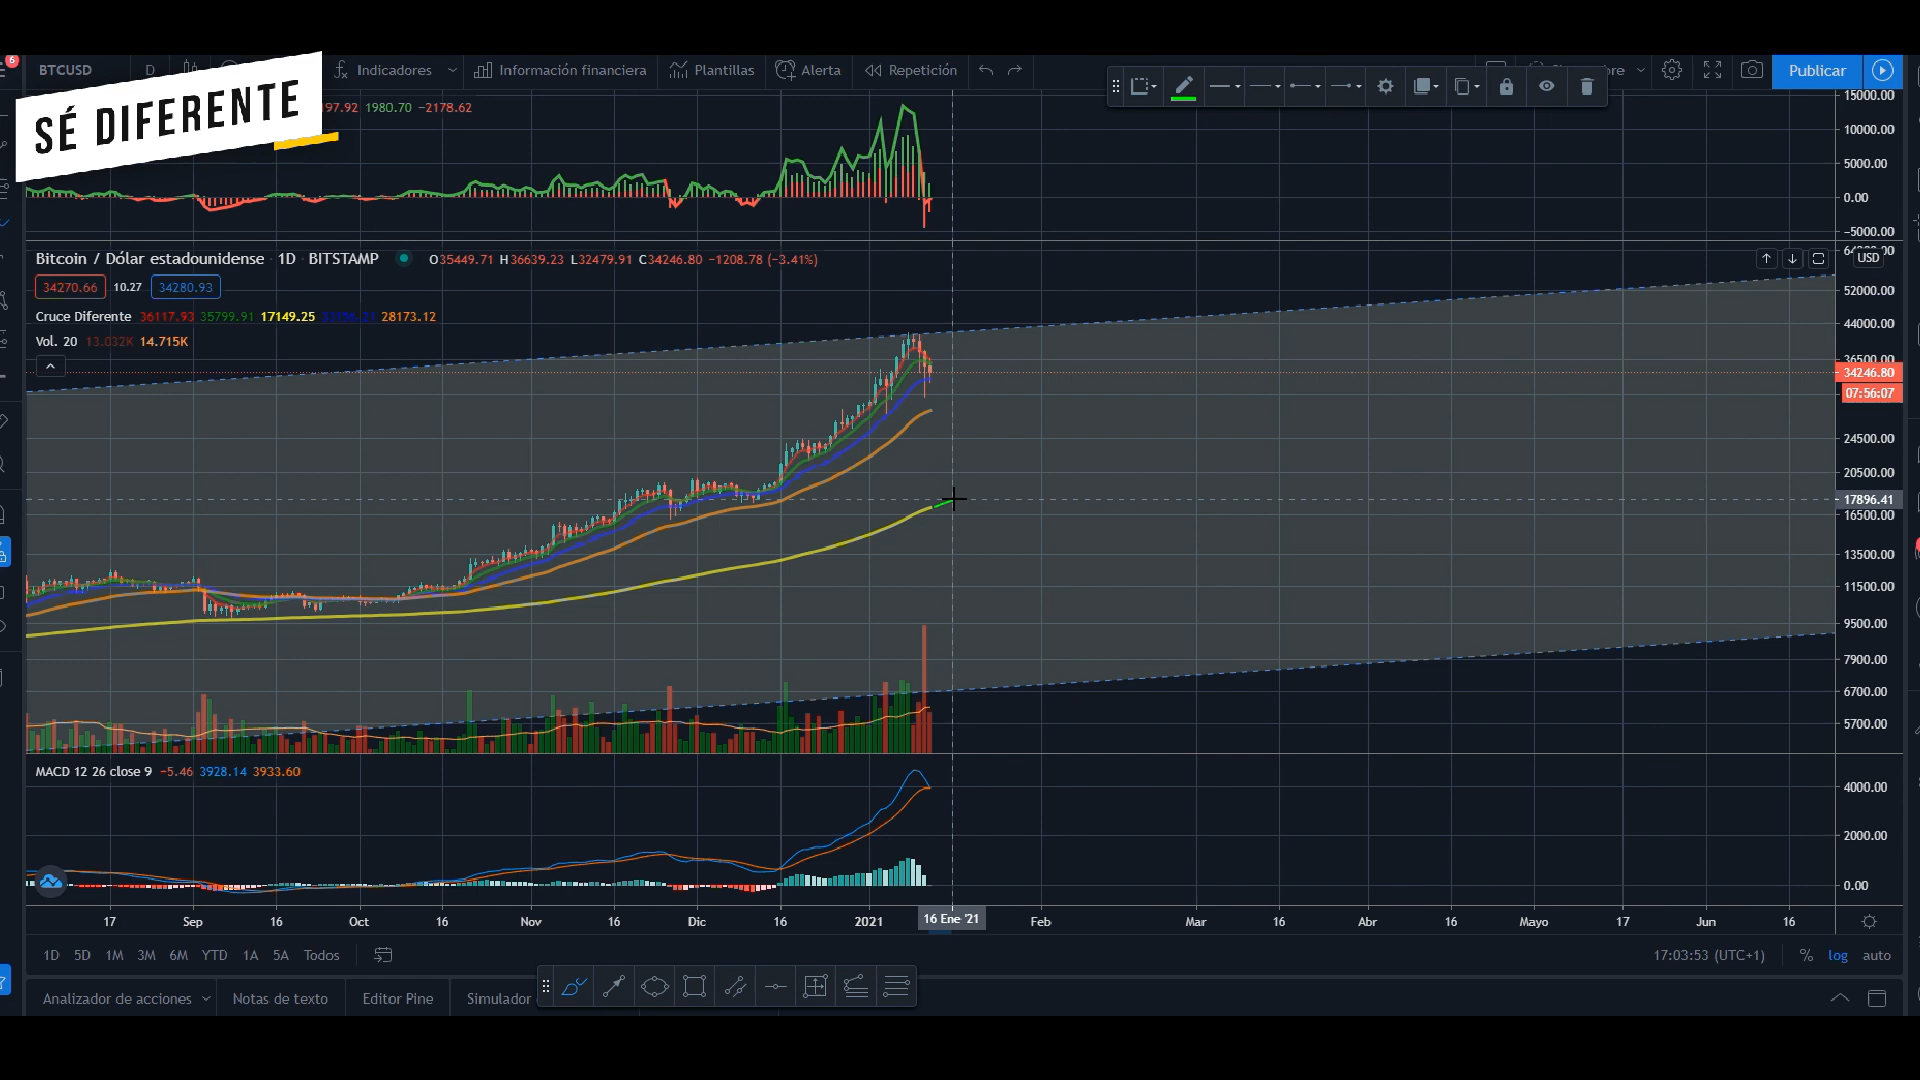 6
BTCUSD D Indicadores Información financiera Plantillas Alerta Repetición Publicar
SÉ DIFERENTE
1980.70 −2178.62
15000.00
10000.00
5000.00
0.00
−5000.00
Bitcoin / Dólar estadounidense · 1D · BITSTAMP O35449.71 H36639.23 L32479.91 C34246.80 −1208.78 (−3.41%)
USD
34270.66 10.27 34280.93
Cruce Diferente 36117.93 35799.91 17149.25 28173.12
Vol. 20 13.032K 14.715K
52000.00
44000.00
36500.00
34246.80
07:56:07
24500.00
20500.00
17896.41
16500.00
13500.00
11500.00
9500.00
7900.00
6700.00
5700.00
MACD 12 26 close 9 −5.46 3928.14 3933.60
4000.00
2000.00
0.00
17 Sep 16 Oct 16 Nov 16 Dic 16 2021 16 Ene '21 Feb Mar 16 Abr 16 Mayo 17 Jun 16
1D 5D 1M 3M 6M YTD 1A 5A Todos 17:03:53 (UTC+1) % log auto
Analizador de acciones Notas de texto Editor Pine Simulador